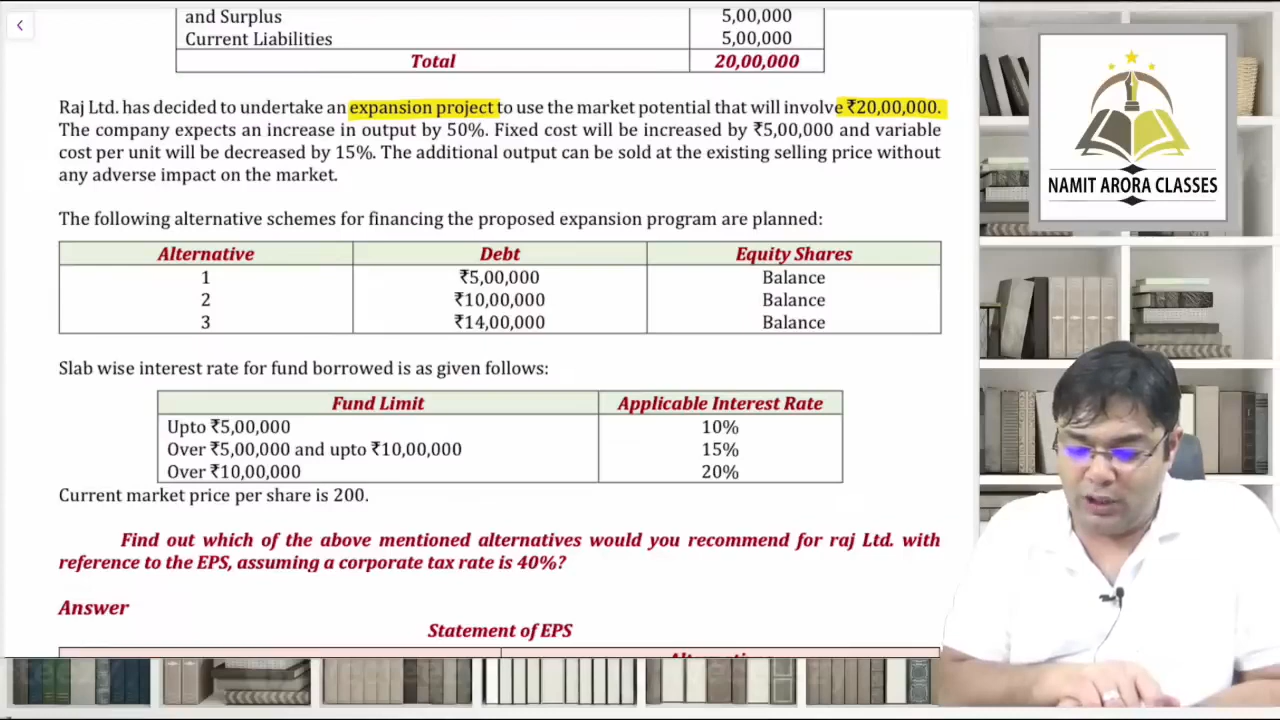 and Surplus 5,00,000
Current Liabilities 5,00,000
Total 20,00,000
Raj Ltd. has decided to undertake an expansion project to use the market potential that will involve ₹20,00,000.
The company expects an increase in output by 50%. Fixed cost will be increased by ₹5,00,000 and variable
cost per unit will be decreased by 15%. The additional output can be sold at the existing selling price without
any adverse impact on the market.
The following alternative schemes for financing the proposed expansion program are planned:
Alternative Debt Equity Shares
1 ₹5,00,000 Balance
2 ₹10,00,000 Balance
3 ₹14,00,000 Balance
Slab wise interest rate for fund borrowed is as given follows:
Fund Limit Applicable Interest Rate
Upto ₹5,00,000 10%
Over ₹5,00,000 and upto ₹10,00,000 15%
Over ₹10,00,000 20%
Current market price per share is 200.
Find out which of the above mentioned alternatives would you recommend for raj Ltd. with
reference to the EPS, assuming a corporate tax rate is 40%?
Answer
Statement of EPS
NAMIT ARORA CLASSES